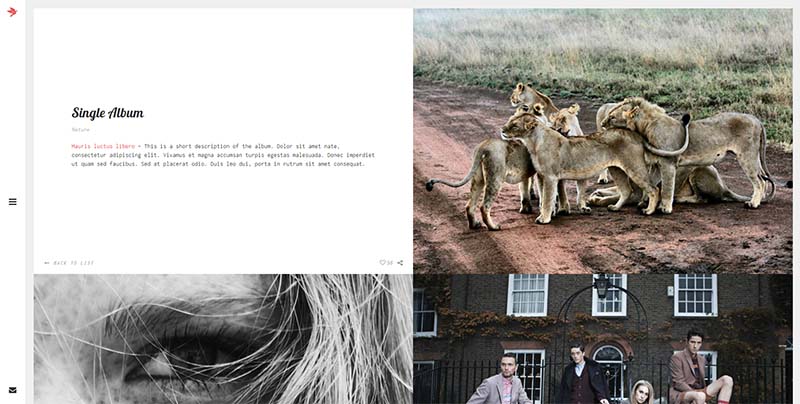 Single Album
Nature
Mauris luctus libero – This is a short description of the album. Dolor sit amet nate,
consectetur adipiscing elit. Vivamus et magna accumsan turpis egestas malesuada. Donec imperdiet
ut quam sed faucibus. Sed at placerat odio. Duis leo dui, porta in rutrum sit amet consequat.
← BACK TO LIST